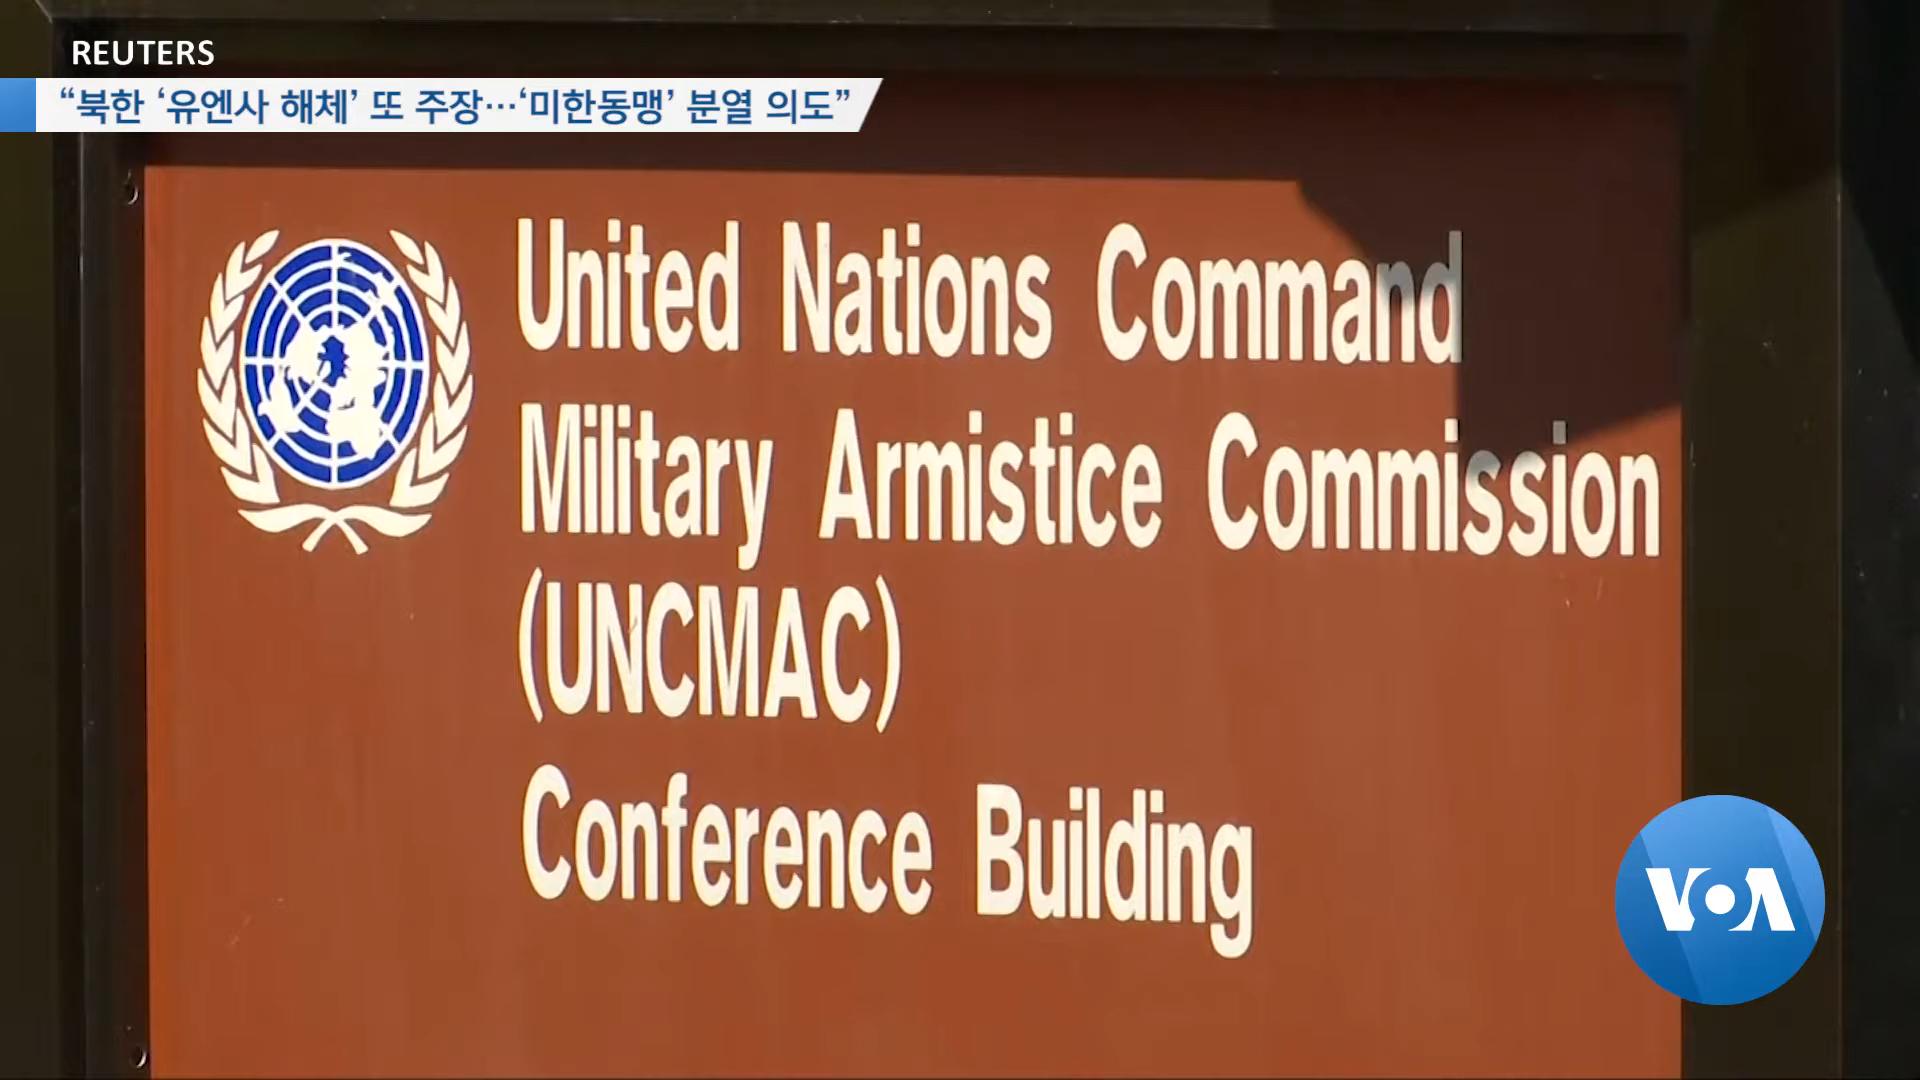 REUTERS
“북한 ‘유엔사 해체’ 또 주장…‘미한동맹’ 분열 의도”
United Nations Command
Military Armistice Commission
(UNCMAC)
Conference Building
VOA